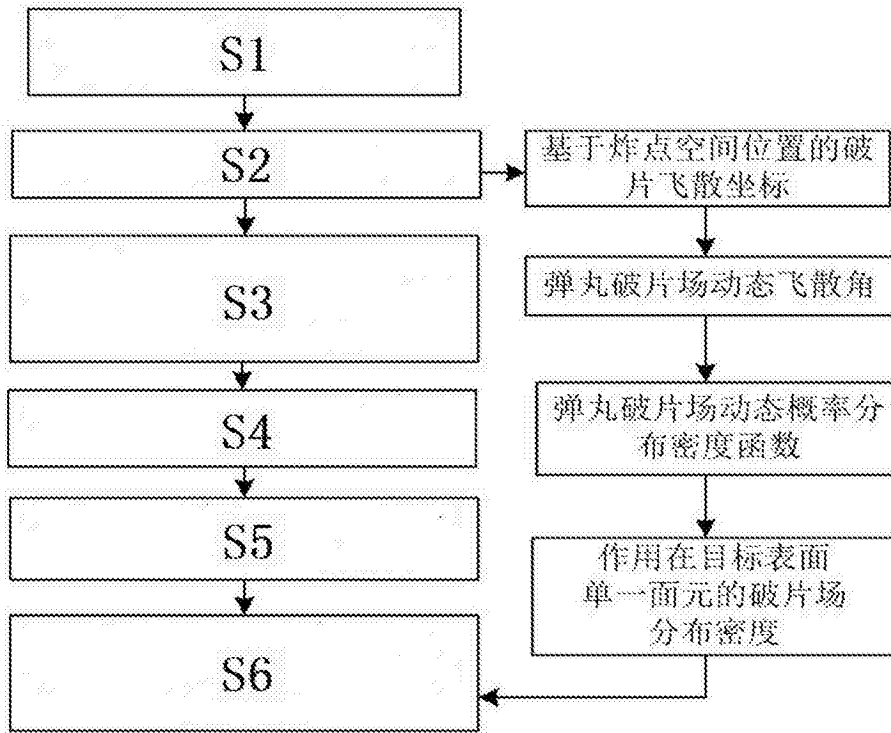 S1
S2
S3
S4
S5
S6
基于炸点空间位置的破
片飞散坐标
弹丸破片场动态飞散角
弹丸破片场动态概率分
布密度函数
作用在目标表面
单一面元的破片场
分布密度